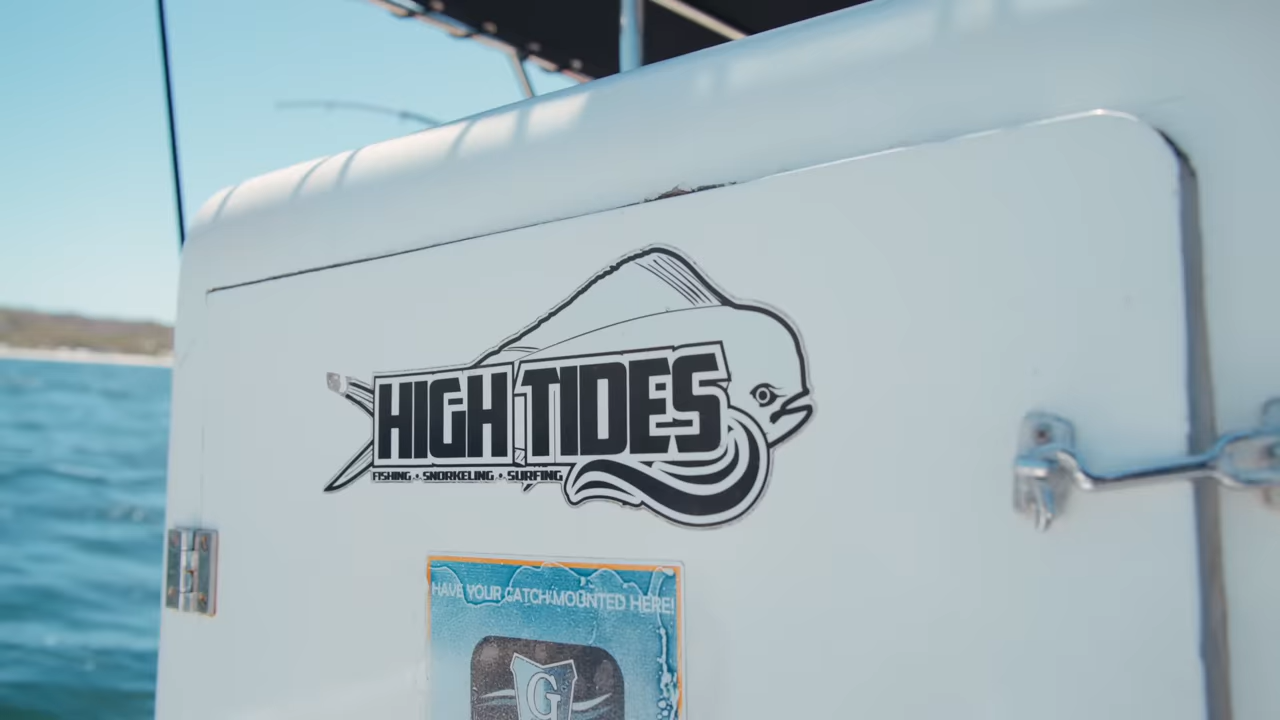 HIGH TIDES
FISHING • SNORKELING • SURFING
HAVE YOUR CATCH MOUNTED HERE!
G